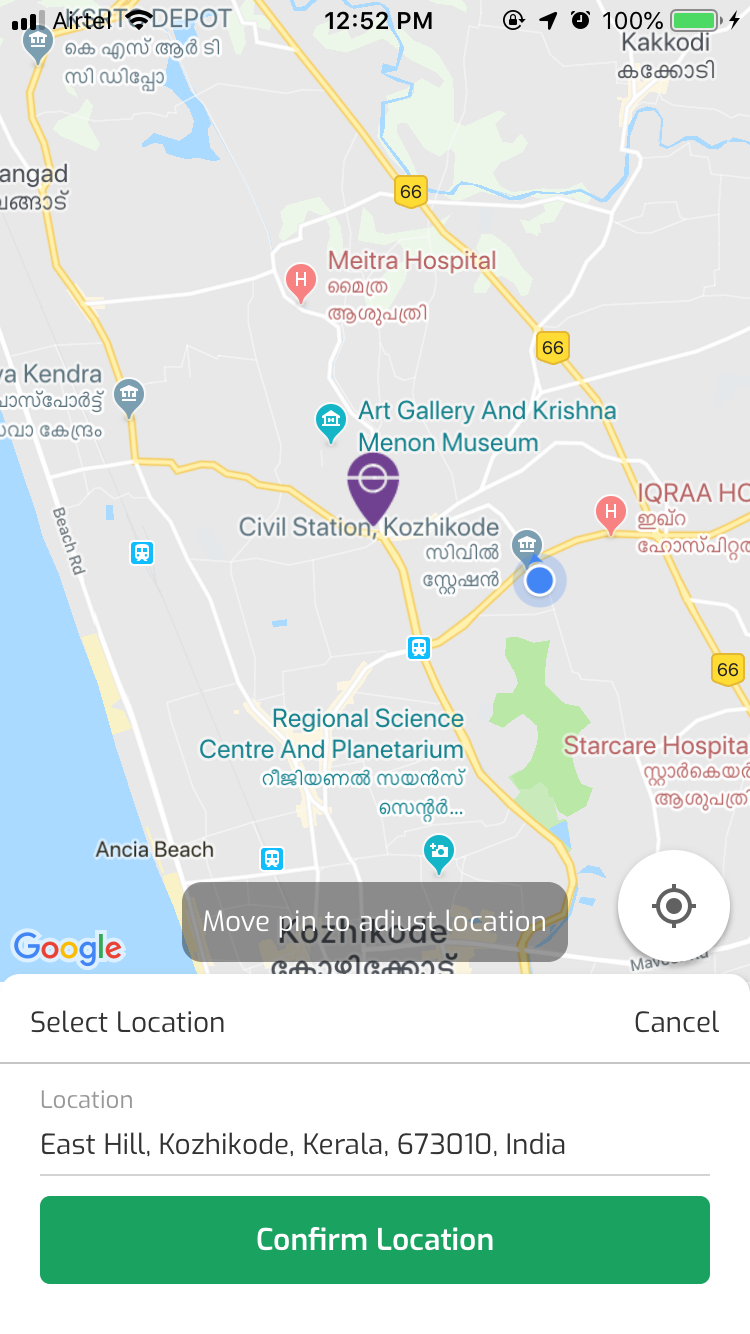 Airtel
12:52 PM
100%
KSRTC DEPOT
കെ എസ് ആർ ടി
സി ഡിപ്പോ
Kakkodi
കക്കോടി
angad
ങ്ങാട്
66
Meitra Hospital
മൈത്ര
ആശുപത്രി
66
va Kendra
ാസ്‌പോർട്ട്
വാ കേന്ദ്രം
Art Gallery And Krishna
Menon Museum
IQRAA HO
ഇഖ്റ
ഹോസ്പിറ്റ
Beach Rd
Civil Station, Kozhikode
സിവിൽ
സ്റ്റേഷൻ
66
Regional Science
Centre And Planetarium
റീജിയണൽ സയൻസ്
സെന്റർ...
Starcare Hospita
സ്റ്റാർകെയർ
ആശുപത്രി
Ancia Beach
Move pin to adjust location
Kozhikode
കോഴിക്കോട്
Google
Select Location
Cancel
Location
East Hill, Kozhikode, Kerala, 673010, India
Confirm Location